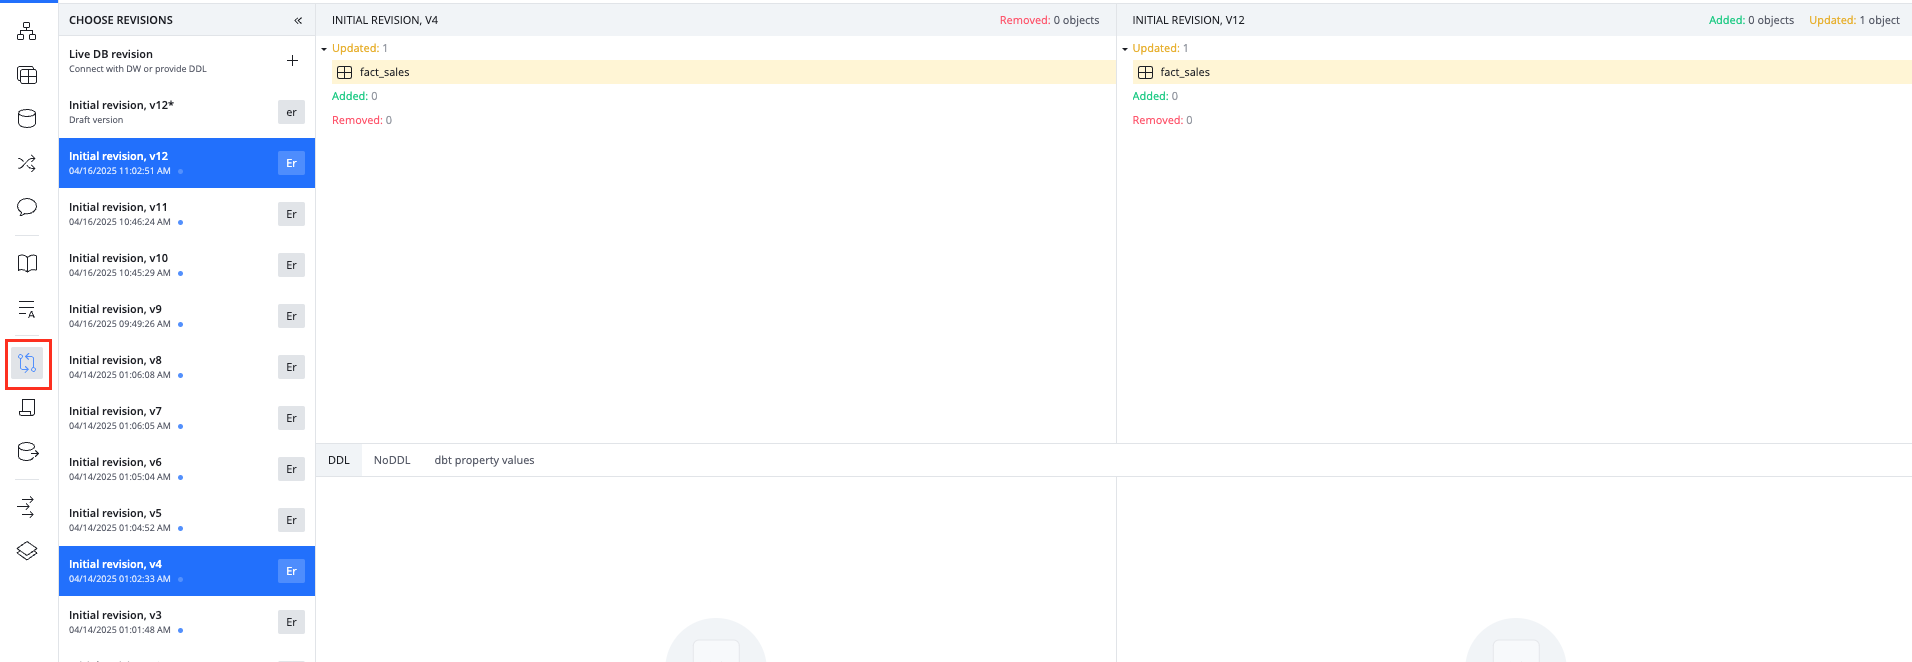 CHOOSE REVISIONS «
Live DB revision
Connect with DW or provide DDL
Initial revision, v12* er
Draft version
Initial revision, v12 Er
04/16/2025 11:02:51 AM
Initial revision, v11 Er
04/16/2025 10:46:24 AM
Initial revision, v10 Er
04/16/2025 10:45:29 AM
Initial revision, v9 Er
04/16/2025 09:49:26 AM
Initial revision, v8 Er
04/14/2025 01:06:08 AM
Initial revision, v7 Er
04/14/2025 01:06:05 AM
Initial revision, v6 Er
04/14/2025 01:05:04 AM
Initial revision, v5 Er
04/14/2025 01:04:52 AM
Initial revision, v4 Er
04/14/2025 01:02:33 AM
Initial revision, v3 Er
04/14/2025 01:01:48 AM
INITIAL REVISION, V4 Removed: 0 objects
Updated: 1
fact_sales
Added: 0
Removed: 0
INITIAL REVISION, V12 Added: 0 objects Updated: 1 object
Updated: 1
fact_sales
Added: 0
Removed: 0
DDL NoDDL dbt property values